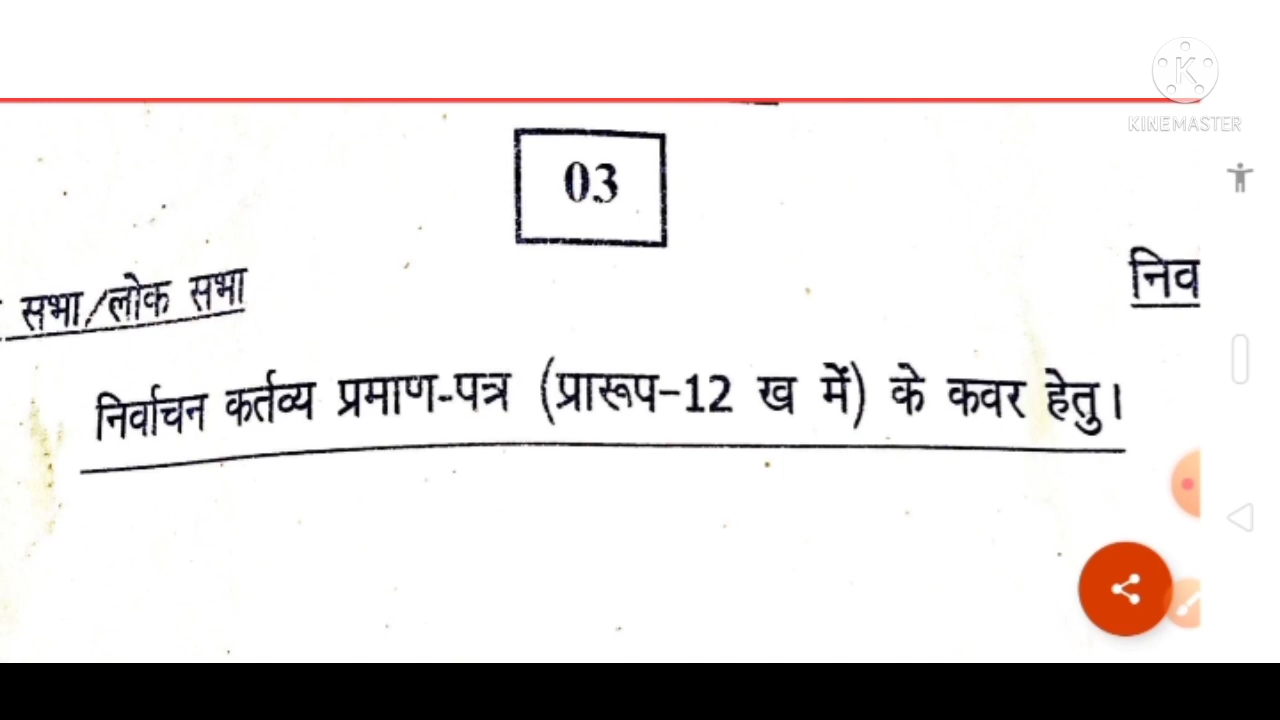 KINEMASTER
03
सभा/लोक सभा
निव
निर्वाचन कर्तव्य प्रमाण-पत्र (प्रारूप-12 ख में) के कवर हेतु।